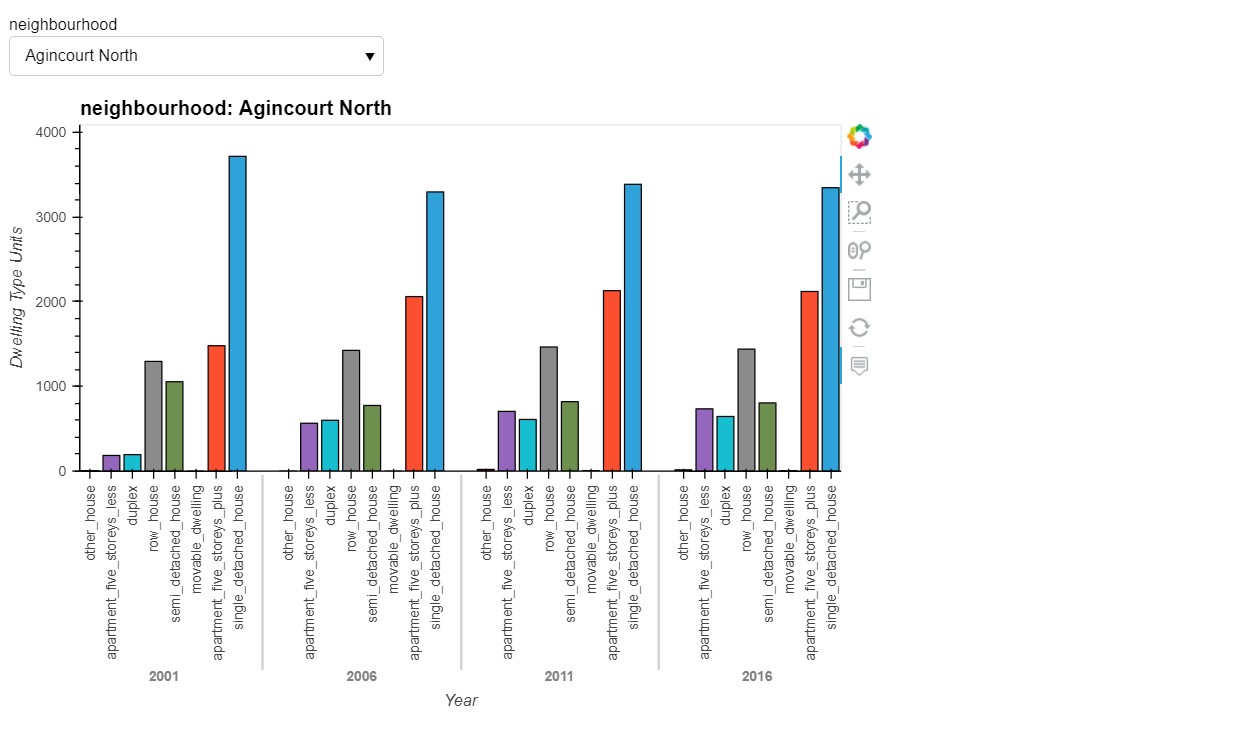 neighbourhood
Agincourt North
neighbourhood: Agincourt North
4000
3000
2000
1000
0
Dwelling Type Units
other_house
apartment_five_storeys_less
duplex
row_house
semi_detached_house
movable_dwelling
apartment_five_storeys_plus
single_detached_house
other_house
apartment_five_storeys_less
duplex
row_house
semi_detached_house
movable_dwelling
apartment_five_storeys_plus
single_detached_house
other_house
apartment_five_storeys_less
duplex
row_house
semi_detached_house
movable_dwelling
apartment_five_storeys_plus
single_detached_house
other_house
apartment_five_storeys_less
duplex
row_house
semi_detached_house
movable_dwelling
apartment_five_storeys_plus
single_detached_house
2001 2006 2011 2016
Year